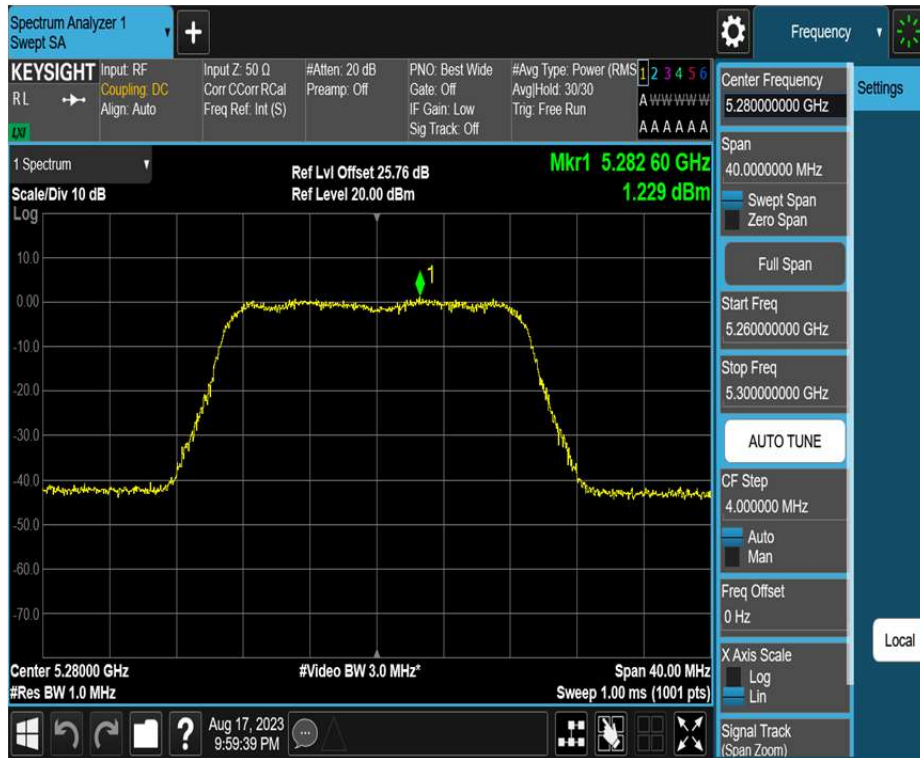 Spectrum Analyzer 1
Swept SA
+
Frequency
KEYSIGHT
R L
LXI
Input: RF
Coupling: DC
Align: Auto
Input Z: 50 Ω
Corr CCorr RCal
Freq Ref: Int (S)
#Atten: 20 dB
Preamp: Off
PNO: Best Wide
Gate: Off
IF Gain: Low
Sig Track: Off
#Avg Type: Power (RMS
Avg|Hold: 30/30
Trig: Free Run
1 2 3 4 5 6
A W W W W W
A A A A A A
1 Spectrum
Scale/Div 10 dB
Log
Ref Lvl Offset 25.76 dB
Ref Level 20.00 dBm
Mkr1 5.282 60 GHz
1.229 dBm
10.0
1
0.00
-10.0
-20.0
-30.0
-40.0
-50.0
-60.0
-70.0
Center 5.28000 GHz
#Res BW 1.0 MHz
#Video BW 3.0 MHz*
Span 40.00 MHz
Sweep 1.00 ms (1001 pts)
?
Aug 17, 2023
9:59:39 PM
Center Frequency
5.280000000 GHz
Settings
Span
40.0000000 MHz
Swept Span
Zero Span
Full Span
Start Freq
5.260000000 GHz
Stop Freq
5.300000000 GHz
AUTO TUNE
CF Step
4.000000 MHz
Auto
Man
Freq Offset
0 Hz
Local
X Axis Scale
Log
Lin
Signal Track
(Span Zoom)